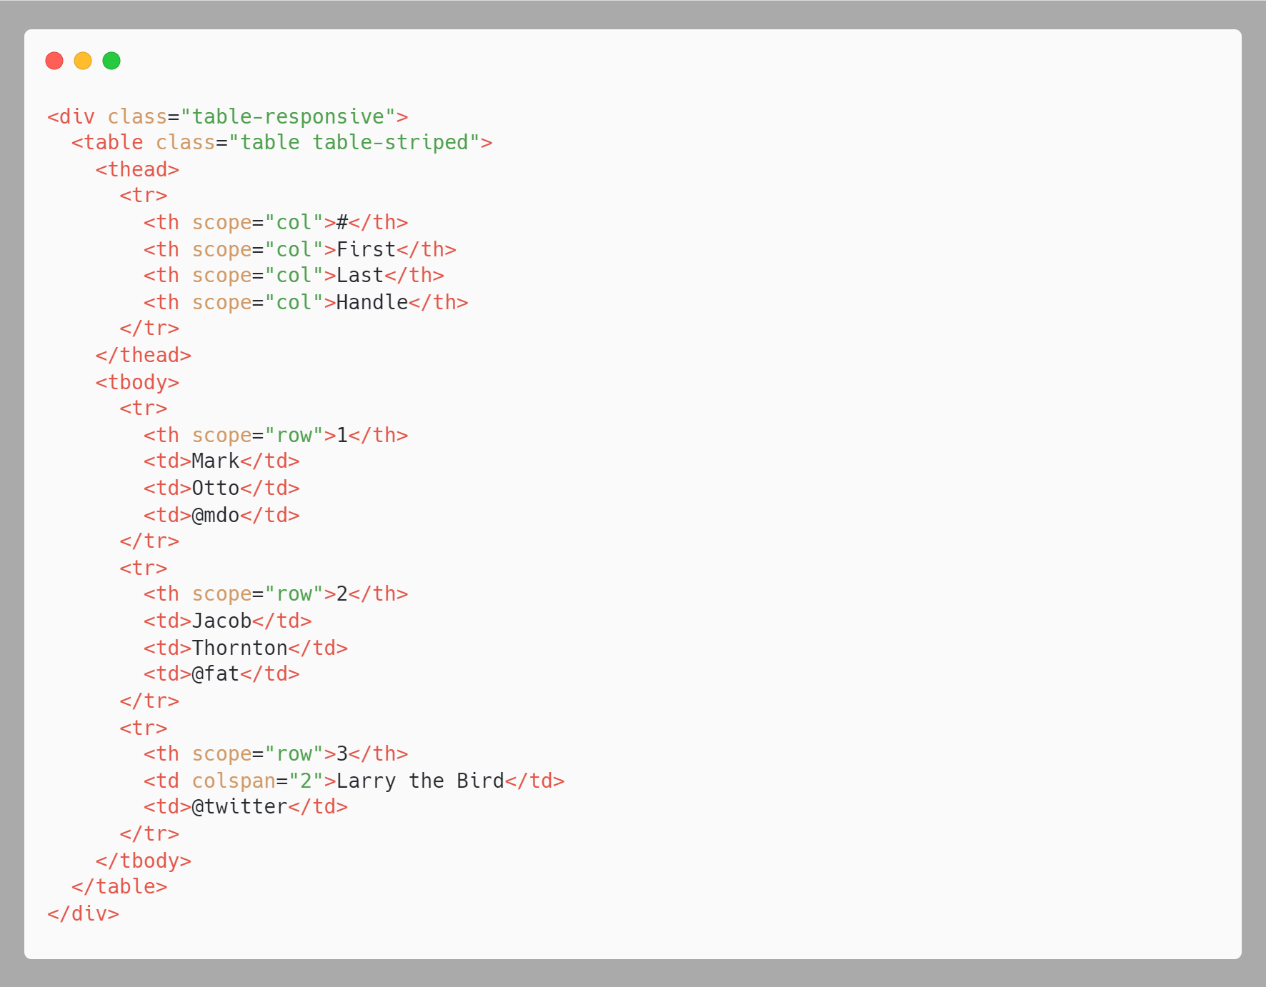 <div class="table-responsive">
  <table class="table table-striped">
    <thead>
      <tr>
        <th scope="col">#</th>
        <th scope="col">First</th>
        <th scope="col">Last</th>
        <th scope="col">Handle</th>
      </tr>
    </thead>
    <tbody>
      <tr>
        <th scope="row">1</th>
        <td>Mark</td>
        <td>Otto</td>
        <td>@mdo</td>
      </tr>
      <tr>
        <th scope="row">2</th>
        <td>Jacob</td>
        <td>Thornton</td>
        <td>@fat</td>
      </tr>
      <tr>
        <th scope="row">3</th>
        <td colspan="2">Larry the Bird</td>
        <td>@twitter</td>
      </tr>
    </tbody>
  </table>
</div>